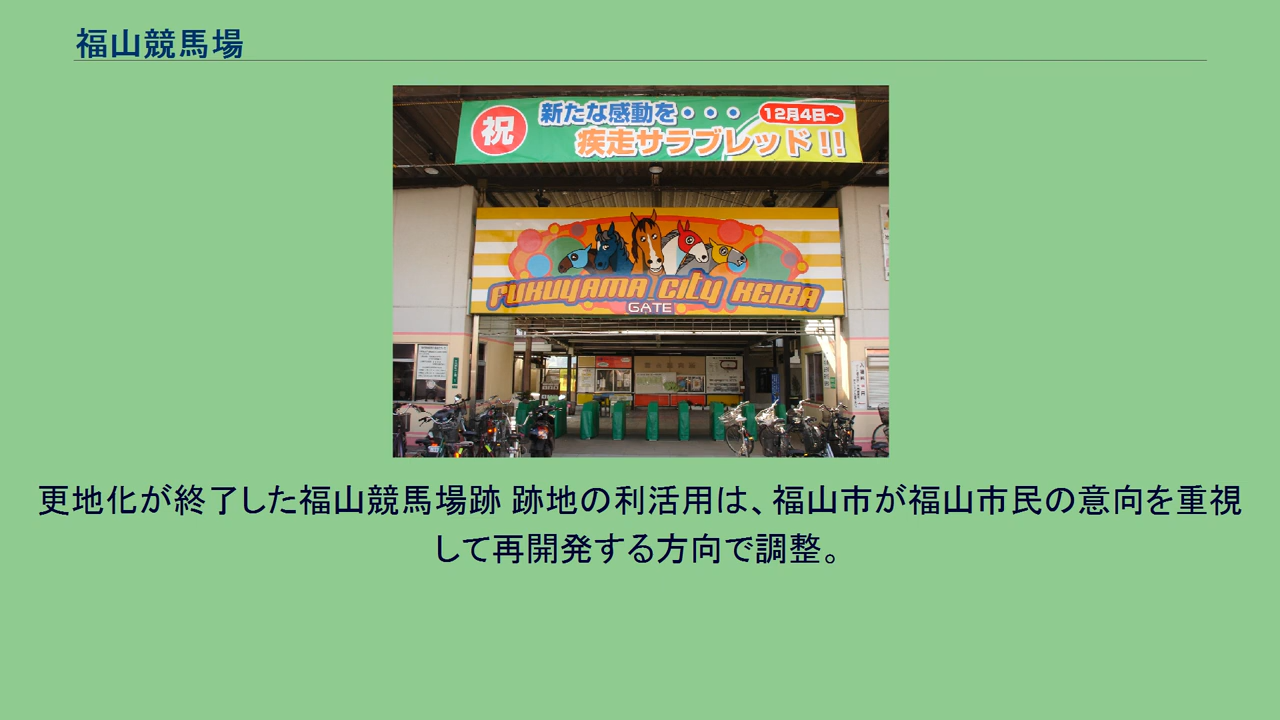 福山競馬場
祝
新たな感動を・・・
12月4日～
疾走サラブレッド!!
FUKUYAMA CITY KEIBA
GATE
更地化が終了した福山競馬場跡 跡地の利活用は、福山市が福山市民の意向を重視
して再開発する方向で調整。